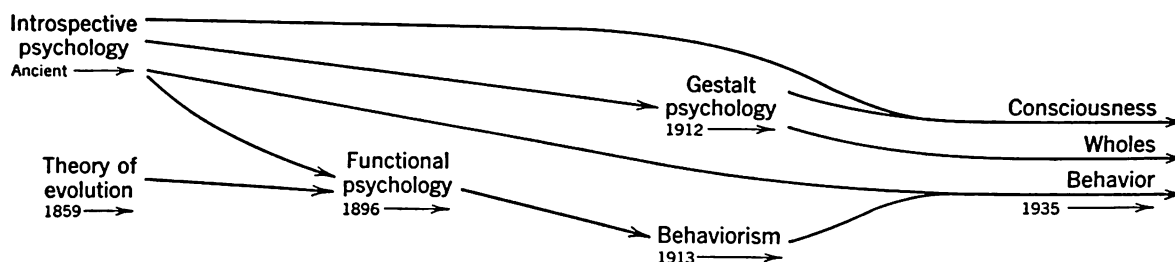 Introspective
psychology
Ancient
Theory of
evolution
1859
Functional
psychology
1896
Gestalt
psychology
1912
Behaviorism
1913
Consciousness
Wholes
Behavior
1935